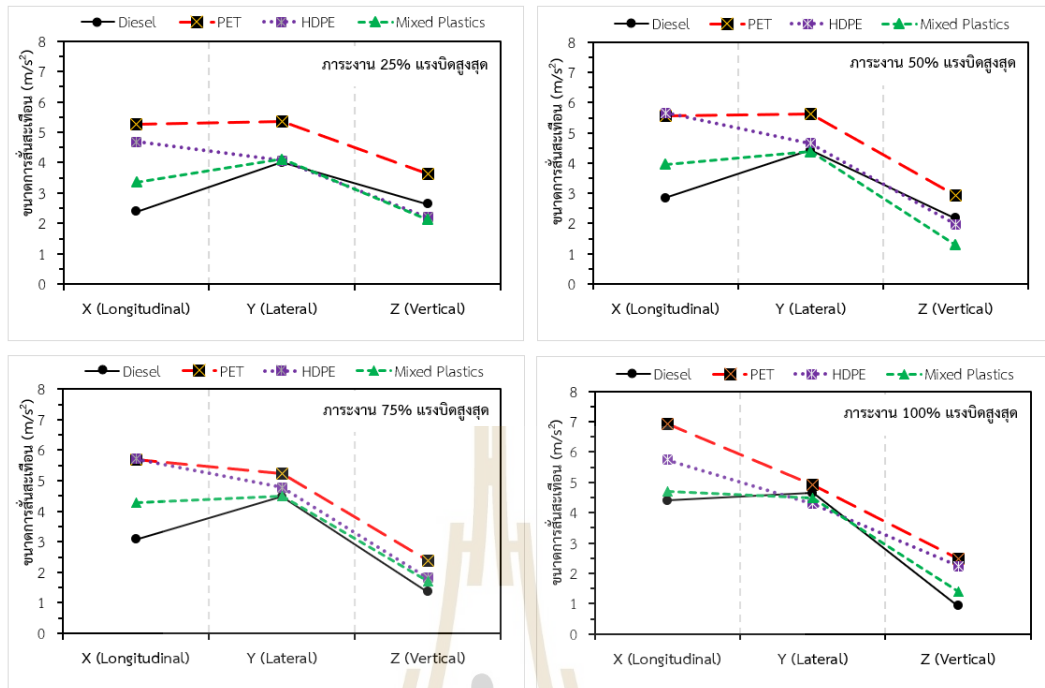 Diesel PET HDPE Mixed Plastics
ภาระงาน 25% แรงบิดสูงสุด
ขนาดการสั่นสะเทือน (m/s²)
8
7
6
5
4
3
2
1
0
X (Longitudinal) Y (Lateral) Z (Vertical)
Diesel PET HDPE Mixed Plastics
ภาระงาน 50% แรงบิดสูงสุด
ขนาดการสั่นสะเทือน (m/s²)
8
7
6
5
4
3
2
1
0
X (Longitudinal) Y (Lateral) Z (Vertical)
Diesel PET HDPE Mixed Plastics
ภาระงาน 75% แรงบิดสูงสุด
ขนาดการสั่นสะเทือน (m/s²)
8
7
6
5
4
3
2
1
0
X (Longitudinal) Y (Lateral) Z (Vertical)
Diesel PET HDPE Mixed Plastics
ภาระงาน 100% แรงบิดสูงสุด
ขนาดการสั่นสะเทือน (m/s²)
8
7
6
5
4
3
2
1
0
X (Longitudinal) Y (Lateral) Z (Vertical)